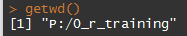 > getwd()
[1] "P:/0_r_training"